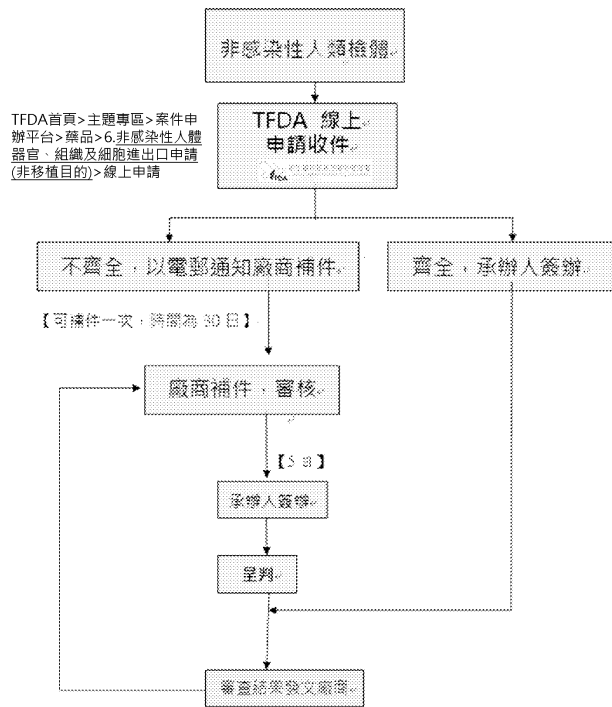 非感染性人類檢體
TFDA首頁>主題專區>案件申
辦平台>藥品>6.非感染性人體
器官、組織及細胞進出口申請
(非移植目的)>線上申請
TFDA 線上
申請收件
不齊全，以電郵通知廠商補件
齊全，承辦人簽辦
【可補件一次，時間為 30 日】
廠商補件，審核
【5 日】
承辦人簽辦
呈判
審查結果發文廠商